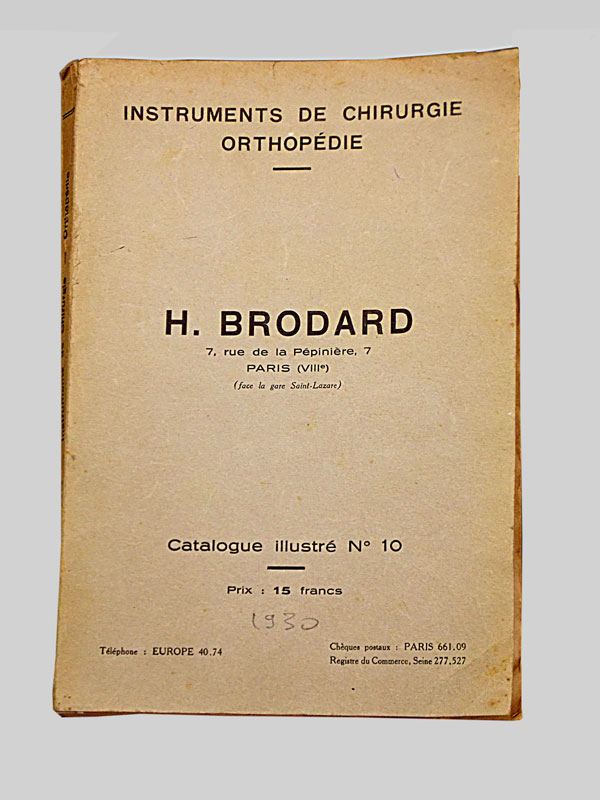 INSTRUMENTS DE CHIRURGIE
ORTHOPÉDIE
H. BRODARD
7, rue de la Pépinière, 7
PARIS (VIIIᵉ)
(face la gare Saint-Lazare)
Catalogue illustré N° 10
Prix : 15 francs
1930
Téléphone : EUROPE 40.74
Chèques postaux : PARIS 661.09
Registre du Commerce, Seine 277,527
Chirurgie — Orthopédie